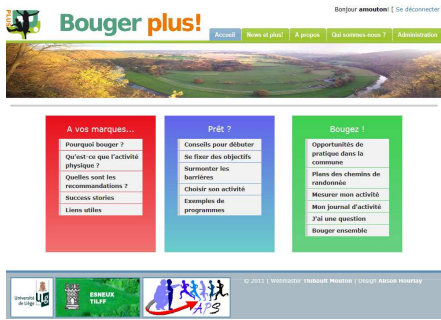 Bonjour amouton! [ Se déconnecter
PLUS
Bouger plus!
Accueil
News et plus!
A propos
Qui sommes-nous ?
Administration
A vos marques...
Pourquoi bouger ?
Qu'est-ce que l'activité
physique ?
Quelles sont les
recommandations ?
Success stories
Liens utiles
Prêt ?
Conseils pour débuter
Se fixer des objectifs
Surmonter les
barrières
Choisir son activité
Exemples de
programmes
Bougez !
Opportunités de
pratique dans la
commune
Plans des chemins de
randonnée
Mesurer mon activité
Mon journal d'activité
J'ai une question
Bouger ensemble
Université
de Liège
ESNEUX
TILFF
APS
© 2011 | Webmaster Thibault Mouton | Design Alison Hourlay